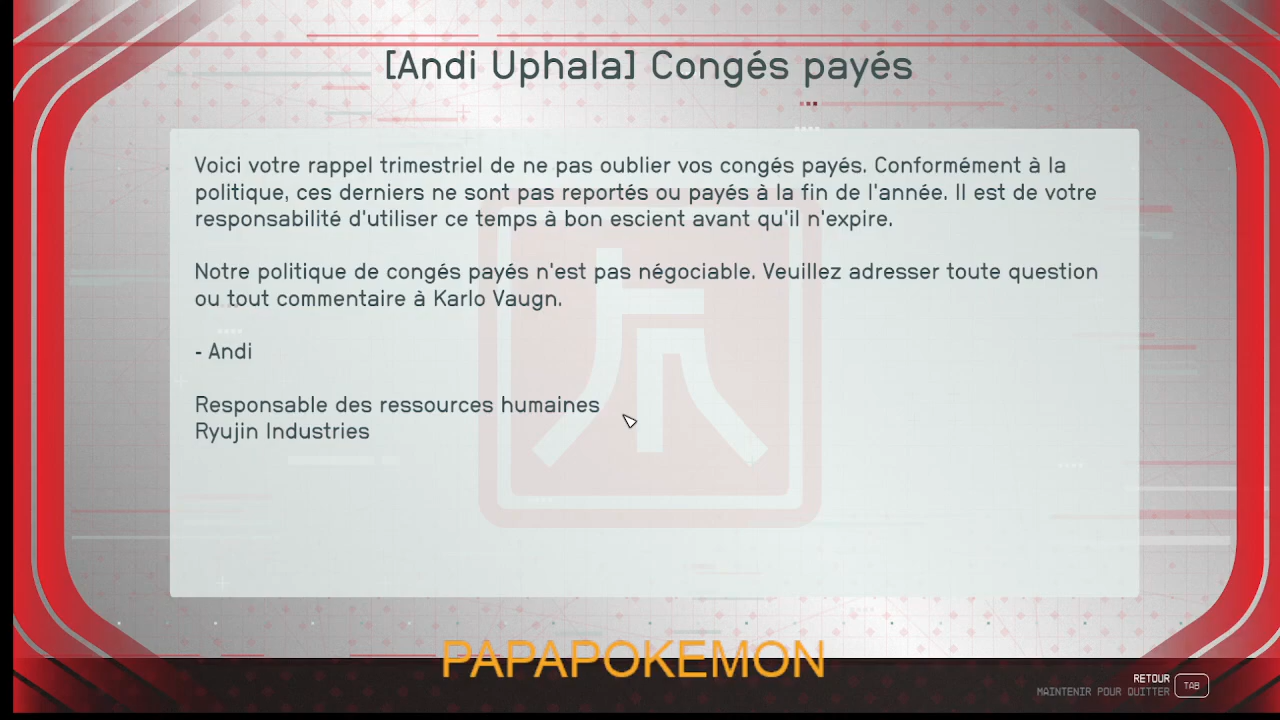 [Andi Uphala] Congés payés
Voici votre rappel trimestriel de ne pas oublier vos congés payés. Conformément à la
politique, ces derniers ne sont pas reportés ou payés à la fin de l'année. Il est de votre
responsabilité d'utiliser ce temps à bon escient avant qu'il n'expire.
Notre politique de congés payés n'est pas négociable. Veuillez adresser toute question
ou tout commentaire à Karlo Vaugn.
- Andi
Responsable des ressources humaines
Ryujin Industries
PAPAPOKEMON
RETOUR
MAINTENIR POUR QUITTER
TAB